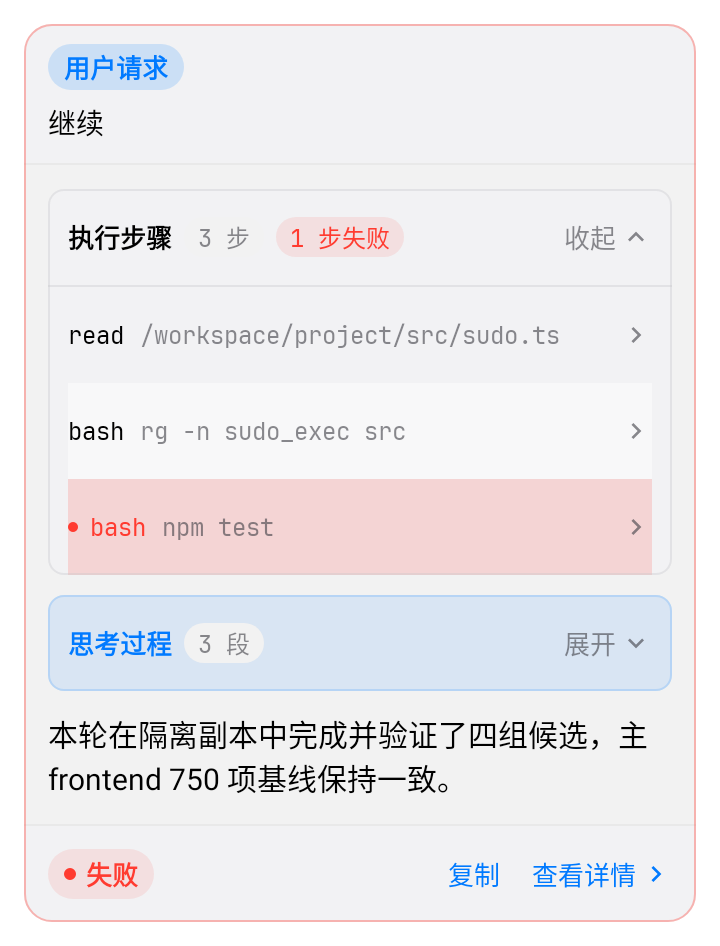 用户请求
继续
执行步骤 3 步 1 步失败 收起
read /workspace/project/src/sudo.ts
bash rg -n sudo_exec src
bash npm test
思考过程 3 段 展开
本轮在隔离副本中完成并验证了四组候选，主
frontend 750 项基线保持一致。
失败 复制 查看详情